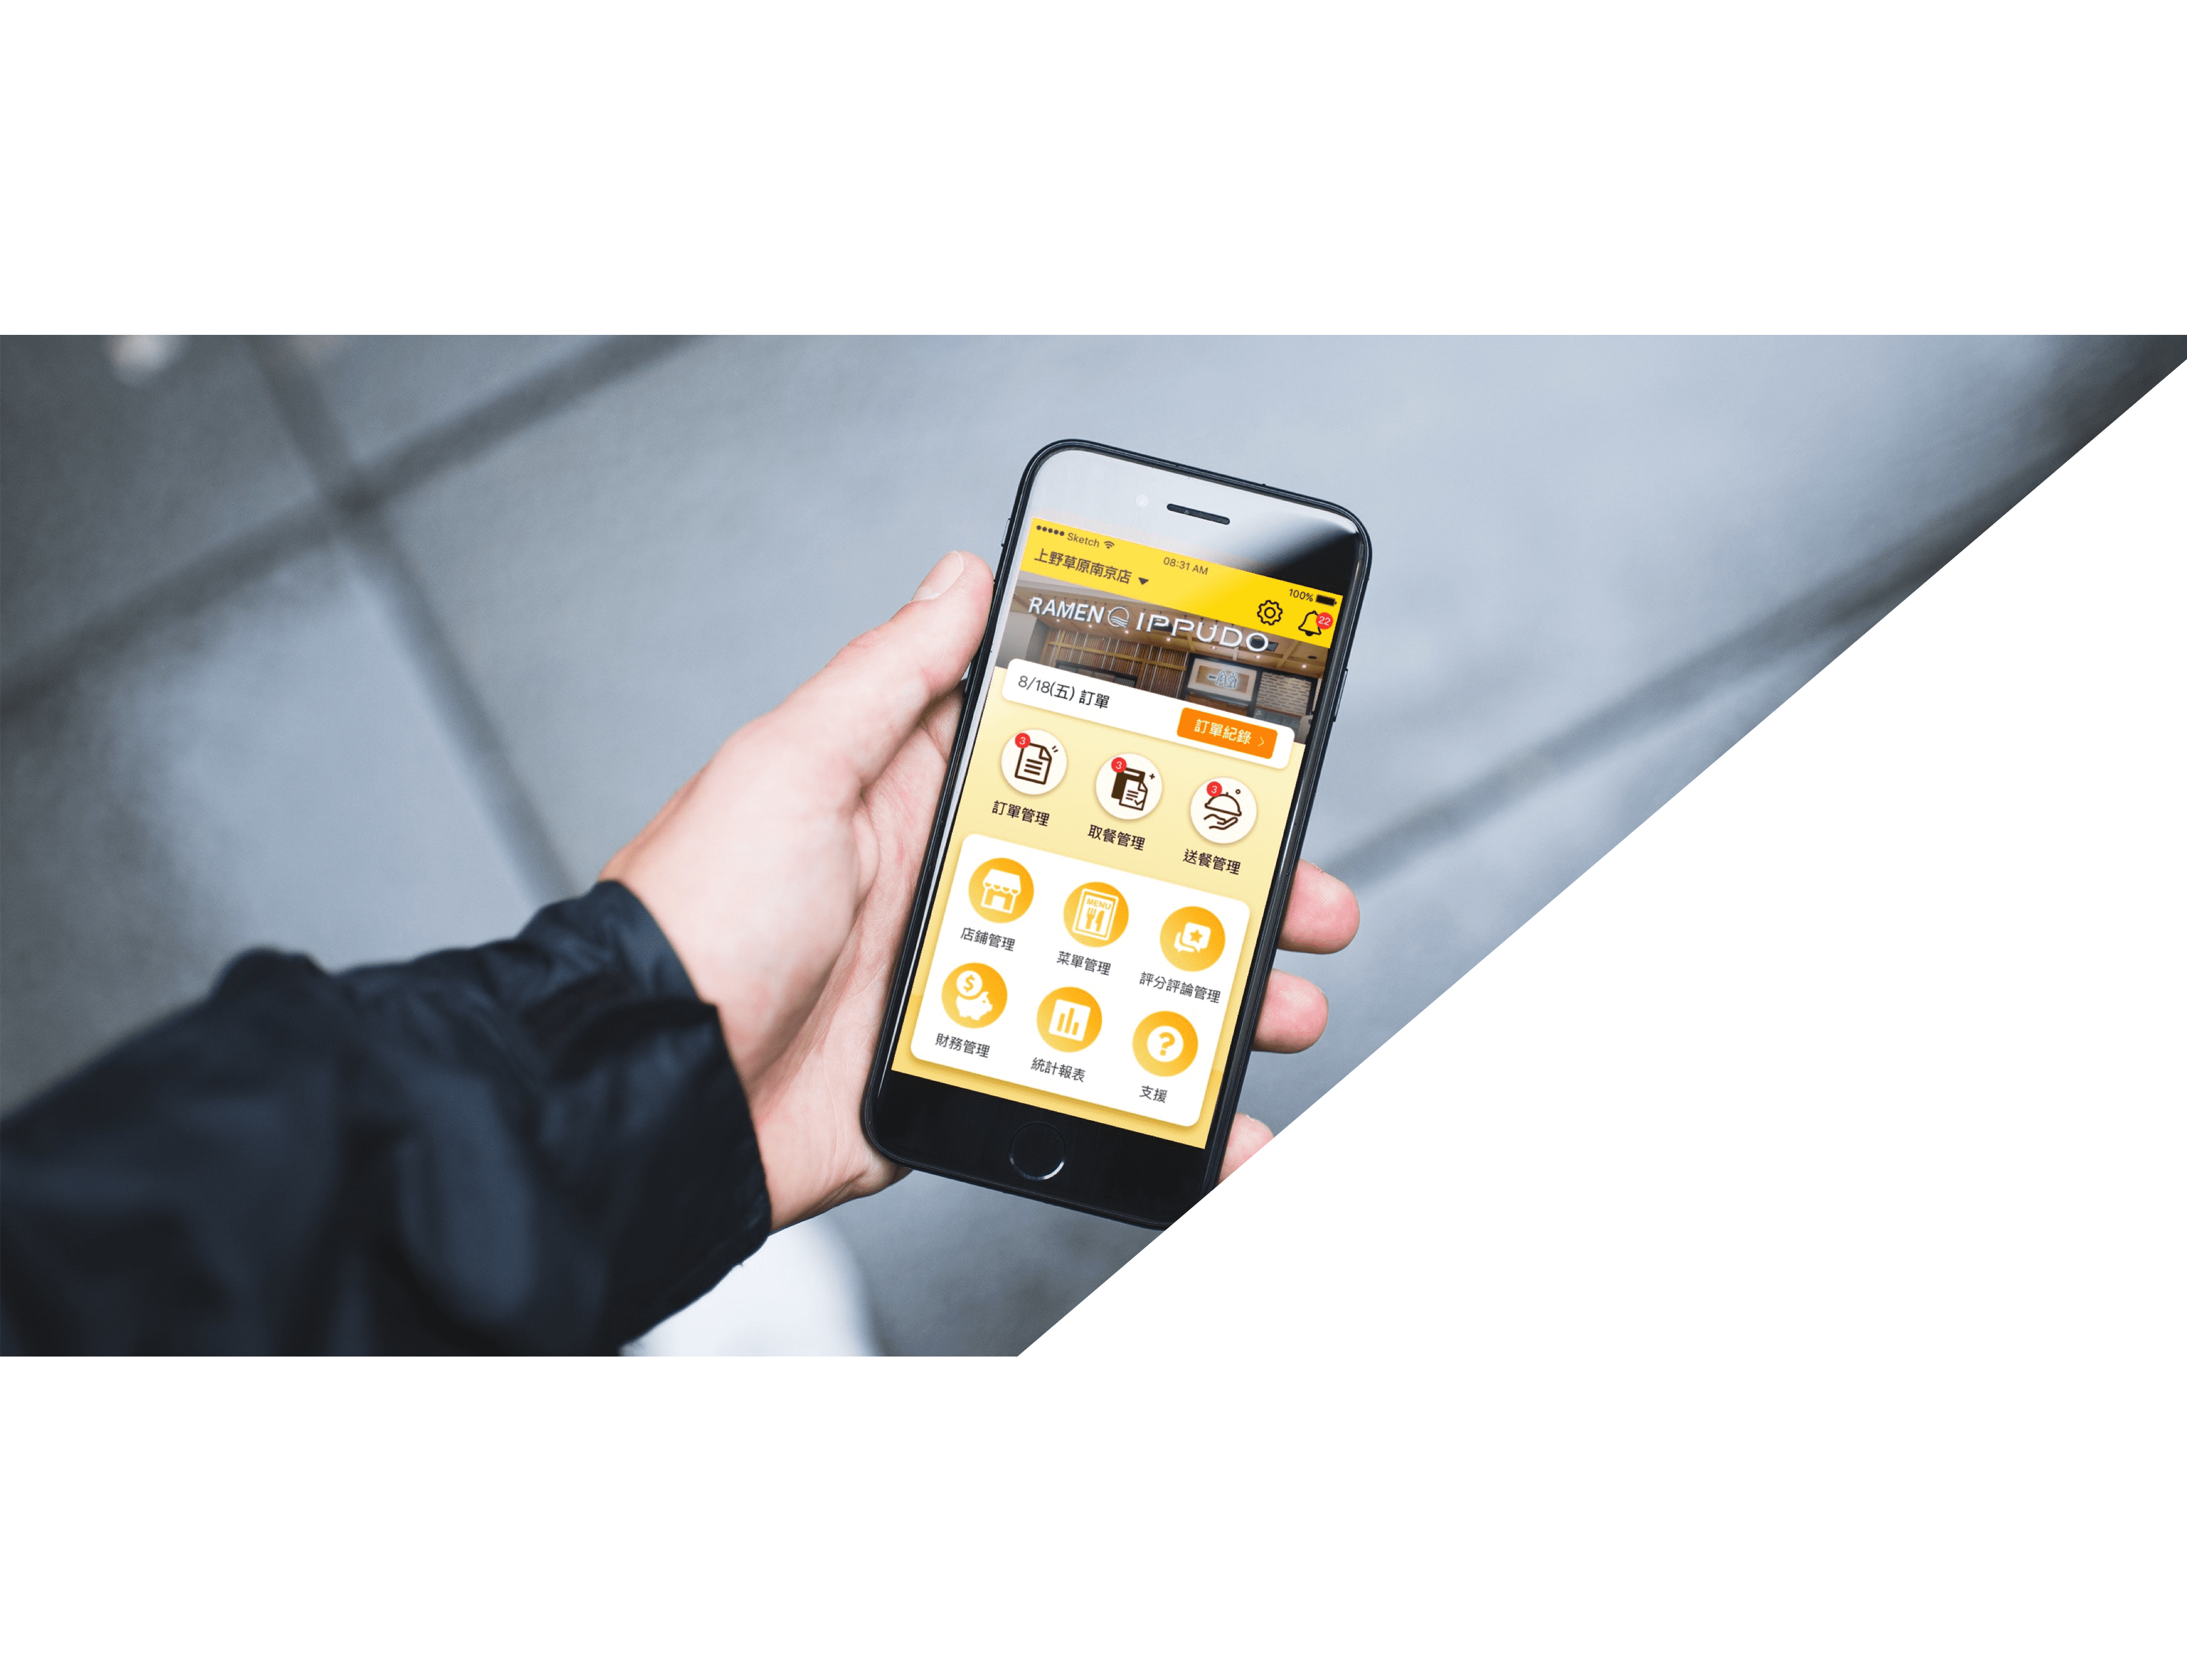 Sketch 08:31 AM 100%
上野草原南京店
22
RAMEN IPPUDO
8/18(五) 訂單
訂單紀錄
3 3 3
訂單管理 取餐管理 送餐管理
MENU
店鋪管理 菜單管理 評分評論管理
$ ?
財務管理 統計報表 支援